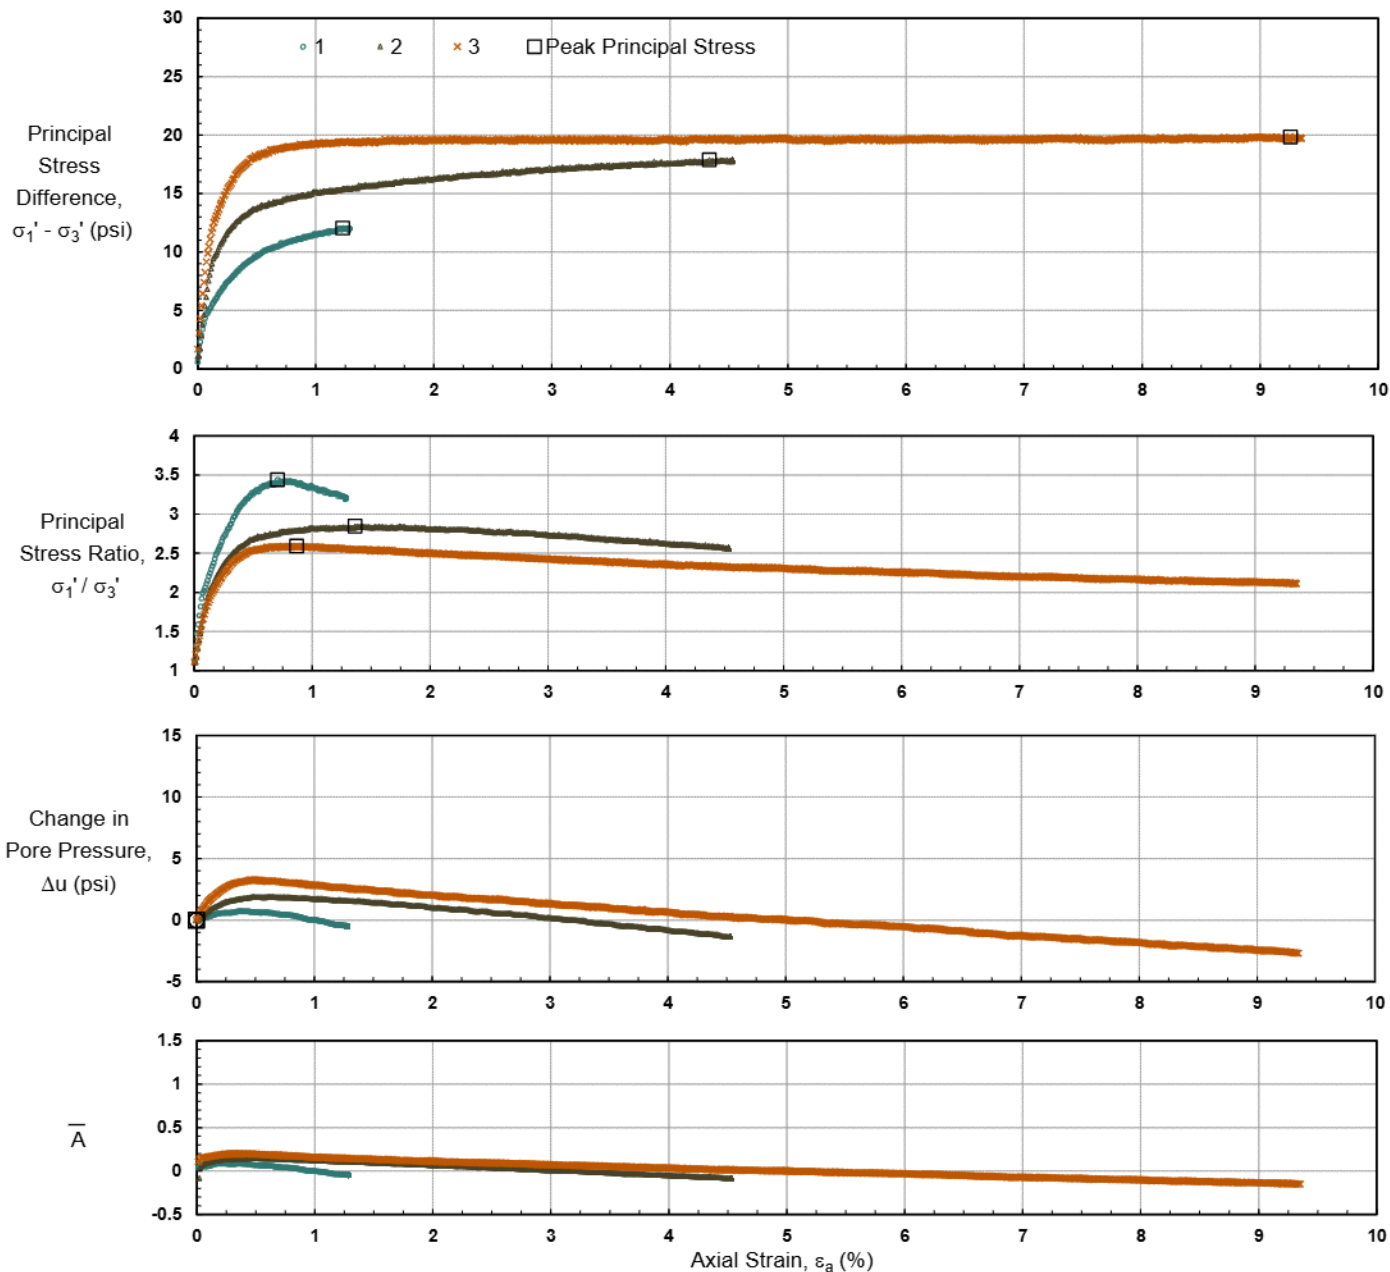 30
1 2 3 Peak Principal Stress
25
20
15
10
5
0
Principal
Stress
Difference,
σ1' - σ3' (psi)
0 1 2 3 4 5 6 7 8 9 10
4
3.5
3
2.5
2
1.5
1
Principal
Stress Ratio,
σ1' / σ3'
0 1 2 3 4 5 6 7 8 9 10
15
10
5
0
-5
Change in
Pore Pressure,
Δu (psi)
0 1 2 3 4 5 6 7 8 9 10
1.5
1
0.5
0
-0.5
A̅
0 1 2 3 4 5 6 7 8 9 10
Axial Strain, εa (%)